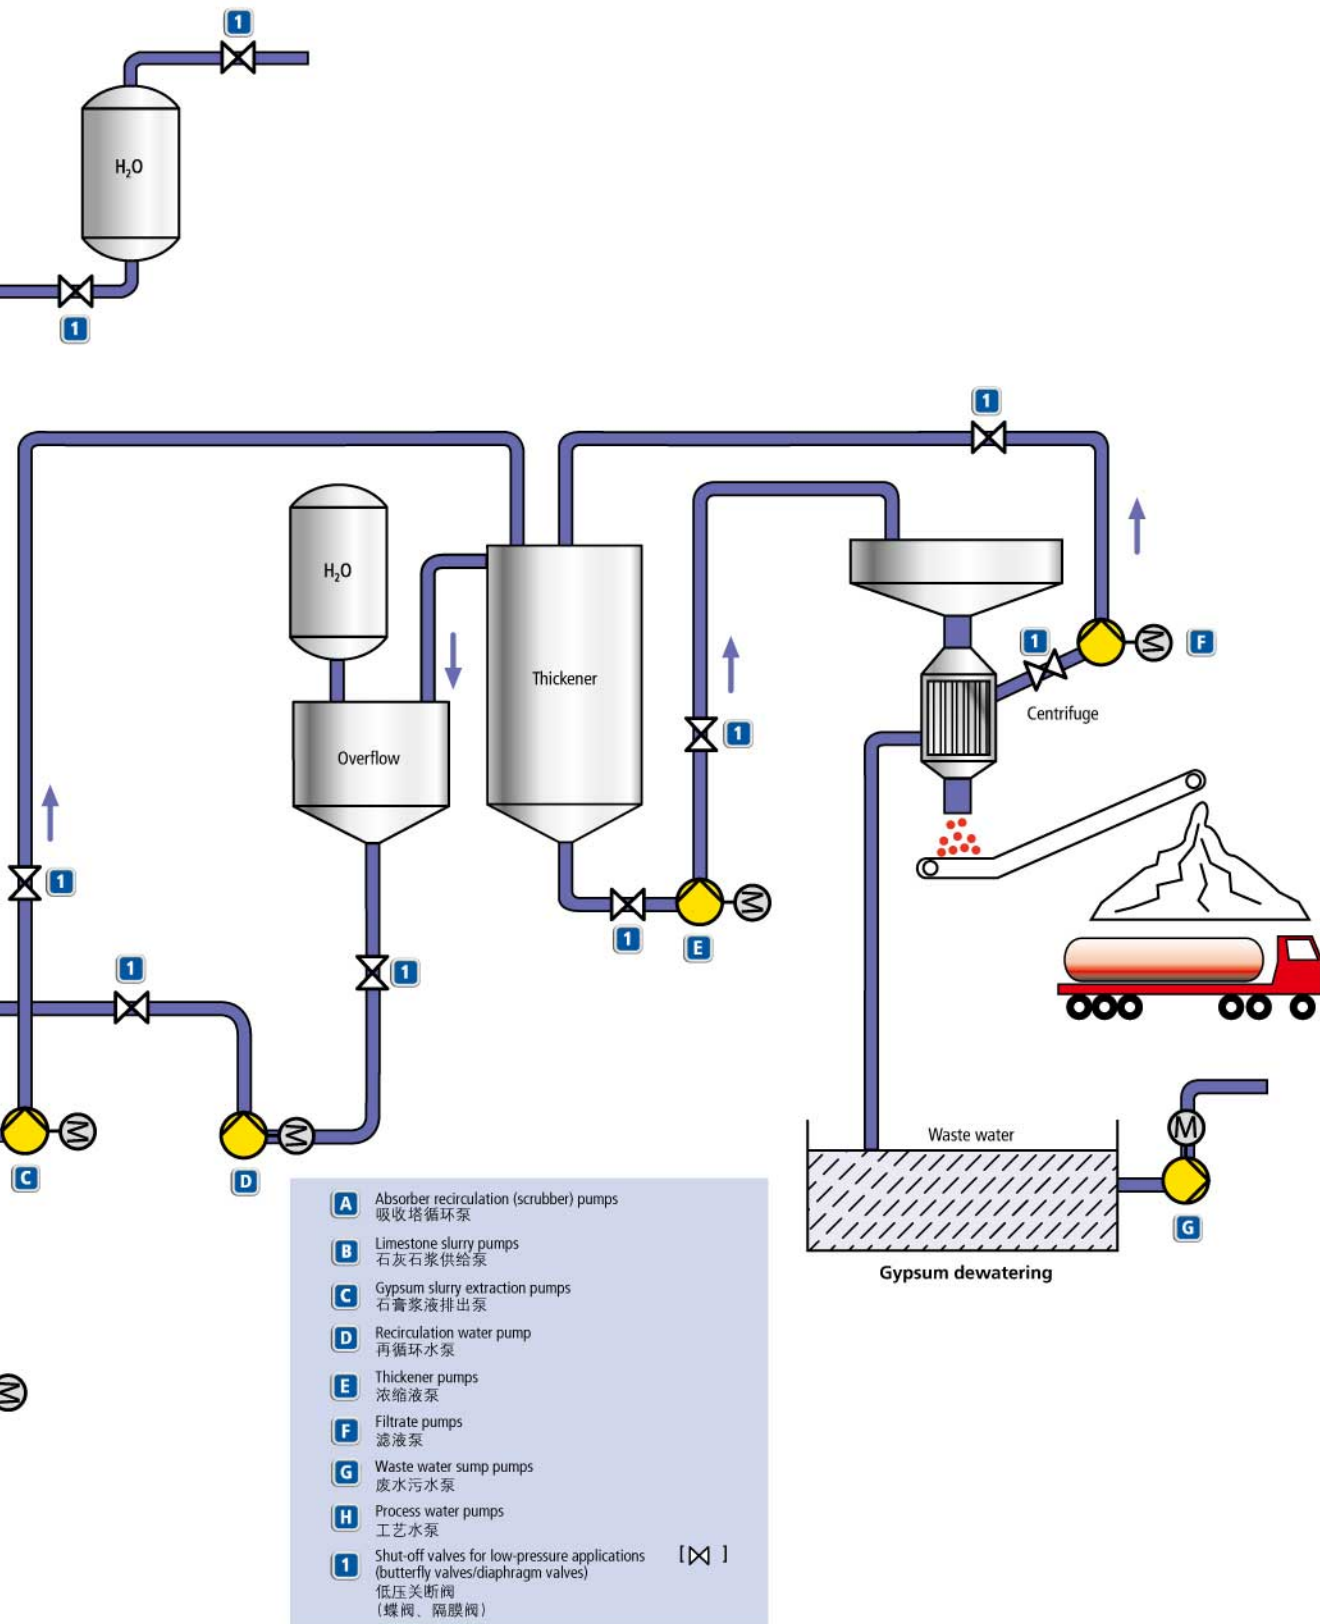 1
H₂O
1
1
H₂O
1
Thickener
F
Centrifuge
1
Overflow
1
1
1
E
1
1
M
M
M
M
M
C
D
Waste water
M
G
Gypsum dewatering
M
A Absorber recirculation (scrubber) pumps
吸收塔循环泵
B Limestone slurry pumps
石灰石浆供给泵
C Gypsum slurry extraction pumps
石膏浆液排出泵
D Recirculation water pump
再循环水泵
E Thickener pumps
浓缩液泵
F Filtrate pumps
滤液泵
G Waste water sump pumps
废水污水泵
H Process water pumps
工艺水泵
1 Shut-off valves for low-pressure applications [ ]
(butterfly valves/diaphragm valves)
低压关断阀
(蝶阀、隔膜阀)